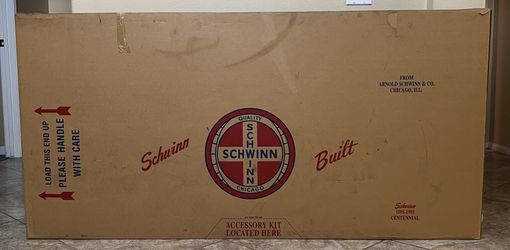 FROM
ARNOLD SCHWINN & CO.
CHICAGO, ILL.
LOAD THIS END UP
PLEASE HANDLE
WITH CARE
Schwinn
QUALITY
SCHWINN
SCHWINN
CHICAGO
Built
Schwinn
1895-1995
CENTENNIAL
ACCESSORY KIT
LOCATED HERE